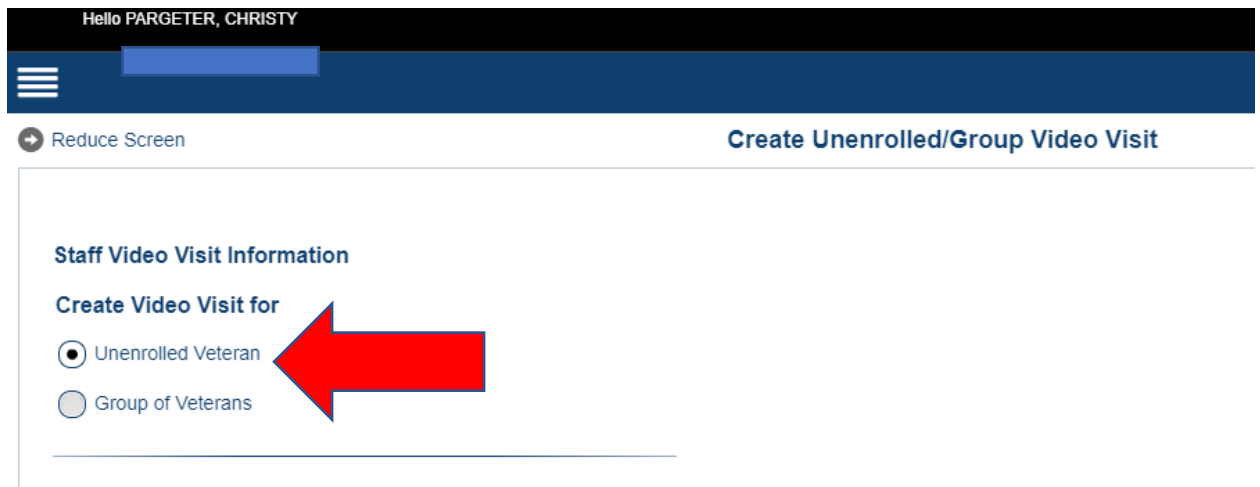 Hello PARGETER, CHRISTY
Reduce Screen
Create Unenrolled/Group Video Visit
Staff Video Visit Information
Create Video Visit for
Unenrolled Veteran
Group of Veterans